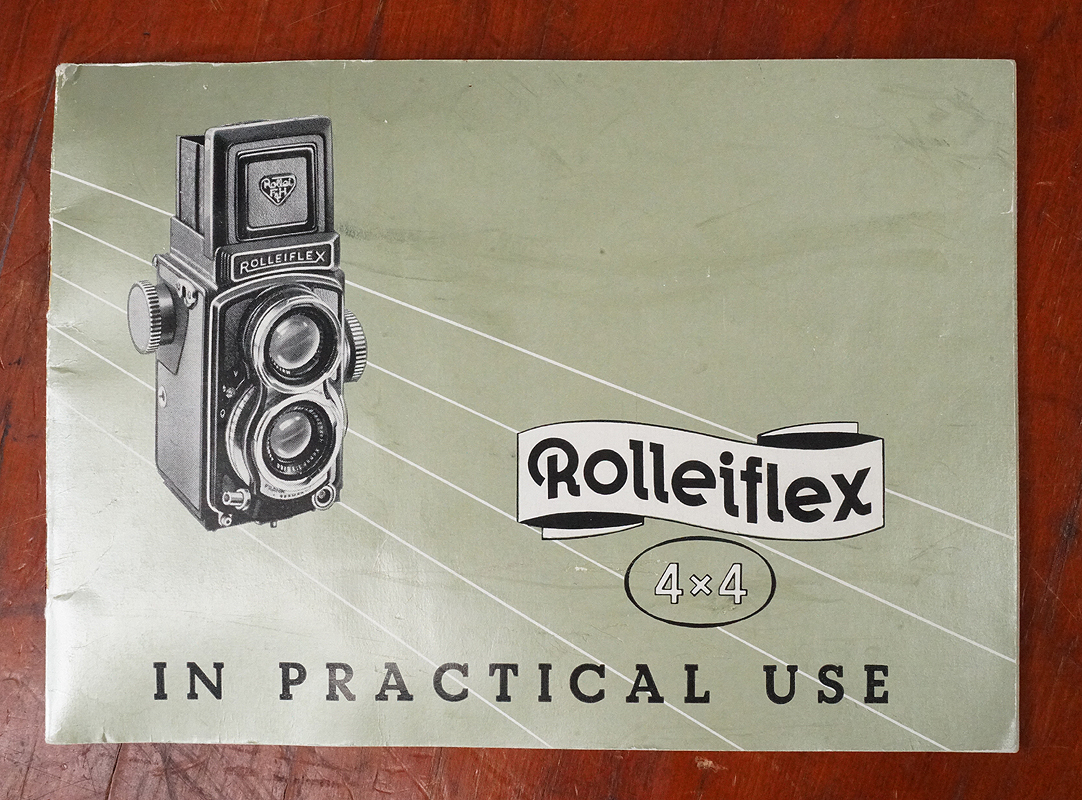 Rollei
F&H
ROLLEIFLEX
Rolleiflex
4×4
IN PRACTICAL USE